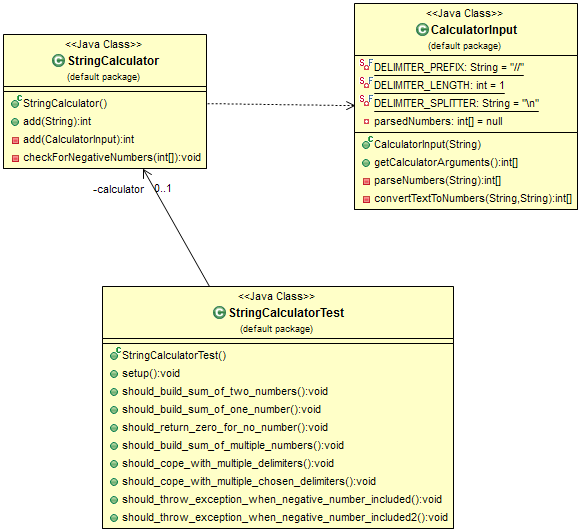 <<Java Class>>
StringCalculator
(default package)
StringCalculator()
add(String):int
add(CalculatorInput):int
checkForNegativeNumbers(int[]):void
<<Java Class>>
CalculatorInput
(default package)
DELIMITER_PREFIX: String = "//"
DELIMITER_LENGTH: int = 1
DELIMITER_SPLITTER: String = "\n"
parsedNumbers: int[] = null
CalculatorInput(String)
getCalculatorArguments():int[]
parseNumbers(String):int[]
convertTextToNumbers(String,String):int[]
-calculator 0..1
<<Java Class>>
StringCalculatorTest
(default package)
StringCalculatorTest()
setup():void
should_build_sum_of_two_numbers():void
should_build_sum_of_one_number():void
should_return_zero_for_no_number():void
should_build_sum_of_multiple_numbers():void
should_cope_with_multiple_delimiters():void
should_cope_with_multiple_chosen_delimiters():void
should_throw_exception_when_negative_number_included():void
should_throw_exception_when_negative_number_included2():void